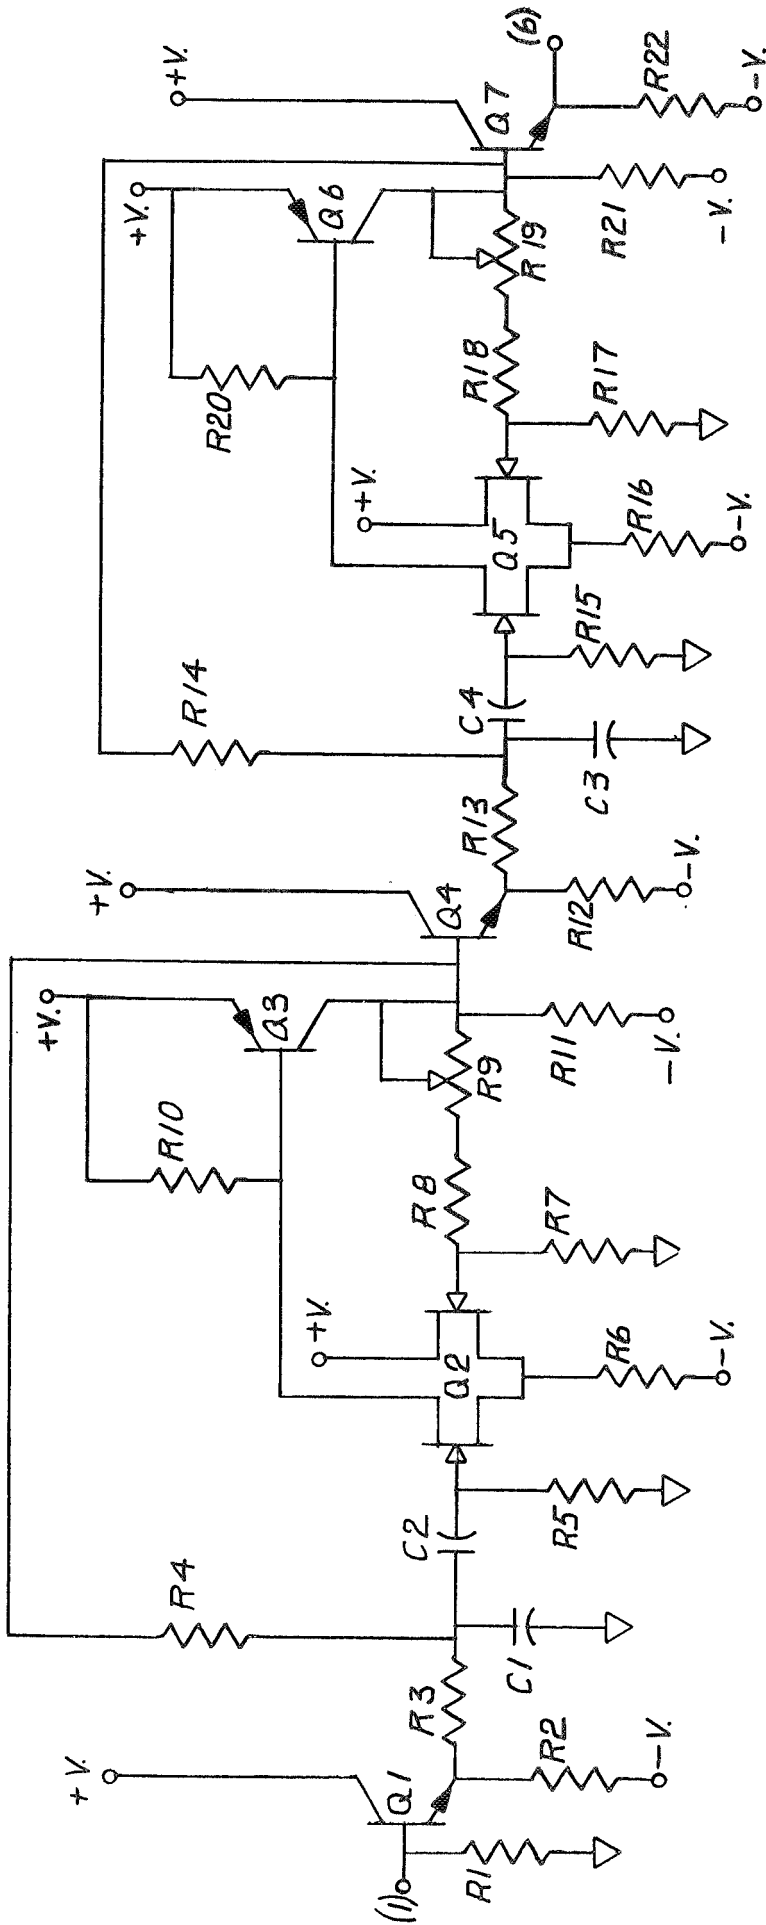 (1)
R1
Q1
+V.
R2
-V.
R3
C1
R4
C2
R5
Q2
+V.
R6
-V.
R7
R8
R9
R10
+V.
Q3
R11
-V.
Q4
+V.
R12
-V.
R13
C3
R14
C4
R15
Q5
+V.
R16
-V.
R17
R18
R19
R20
+V.
Q6
R21
-V.
Q7
+V.
(6)
R22
-V.